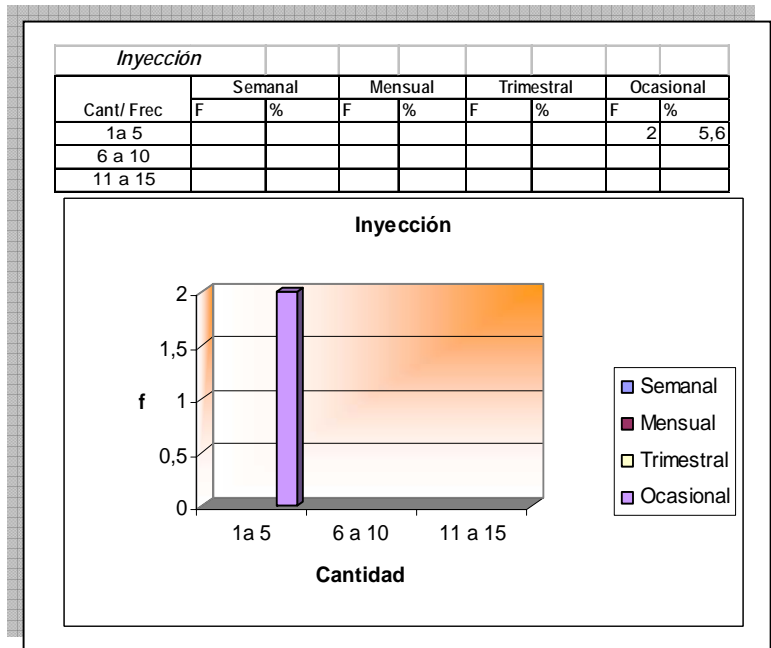 Inyección
Semanal Mensual Trimestral Ocasional
Cant/ Frec F % F % F % F %
1a 5 2 5,6
6 a 10
11 a 15
Inyección
2
1,5
f 1
0,5
0
1a 5 6 a 10 11 a 15
Cantidad
Semanal
Mensual
Trimestral
Ocasional